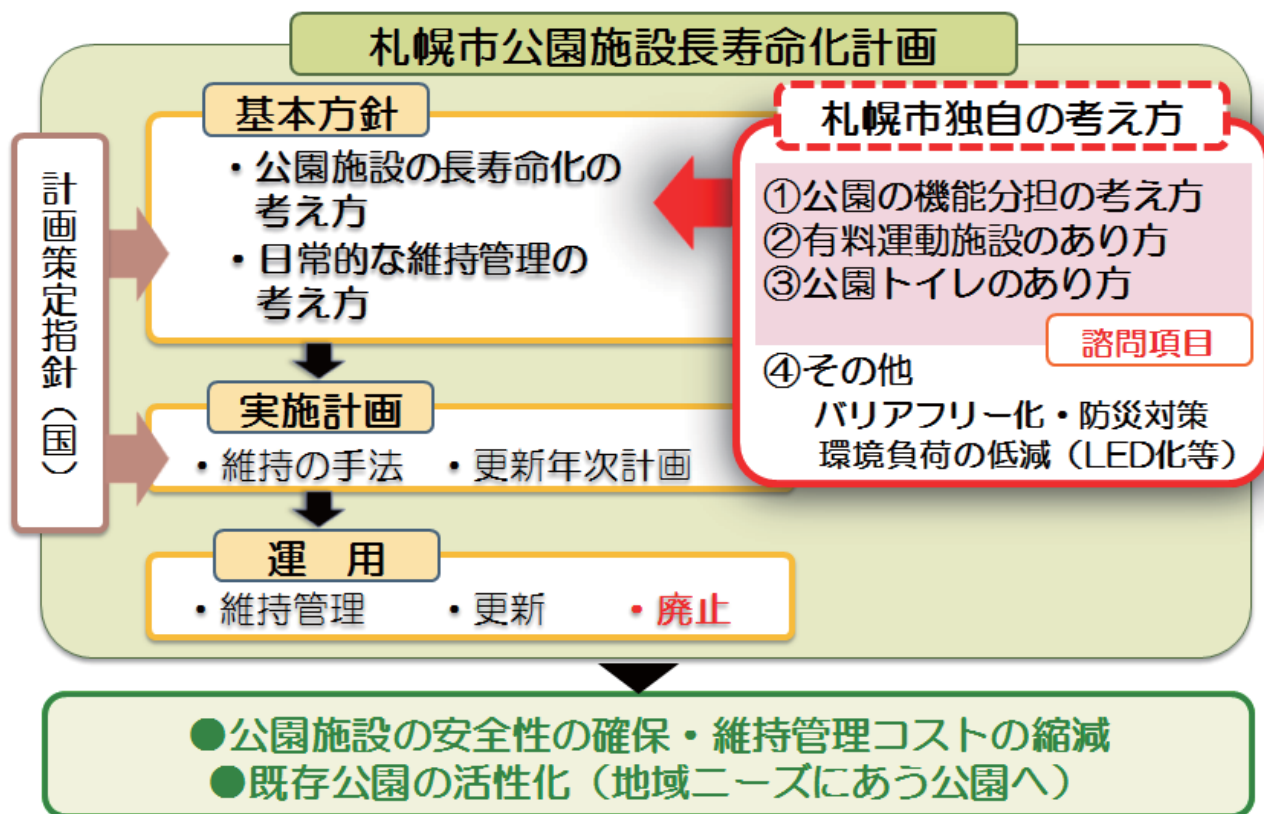 札幌市公園施設長寿命化計画
計画策定指針（国）
基本方針
・公園施設の長寿命化の
考え方
・日常的な維持管理の
考え方
札幌市独自の考え方
①公園の機能分担の考え方
②有料運動施設のあり方
③公園トイレのあり方
諮問項目
④その他
バリアフリー化・防災対策
環境負荷の低減（LED化等）
実施計画
・維持の手法 ・更新年次計画
運 用
・維持管理 ・更新 ・廃止
●公園施設の安全性の確保・維持管理コストの縮減
●既存公園の活性化（地域ニーズにあう公園へ）